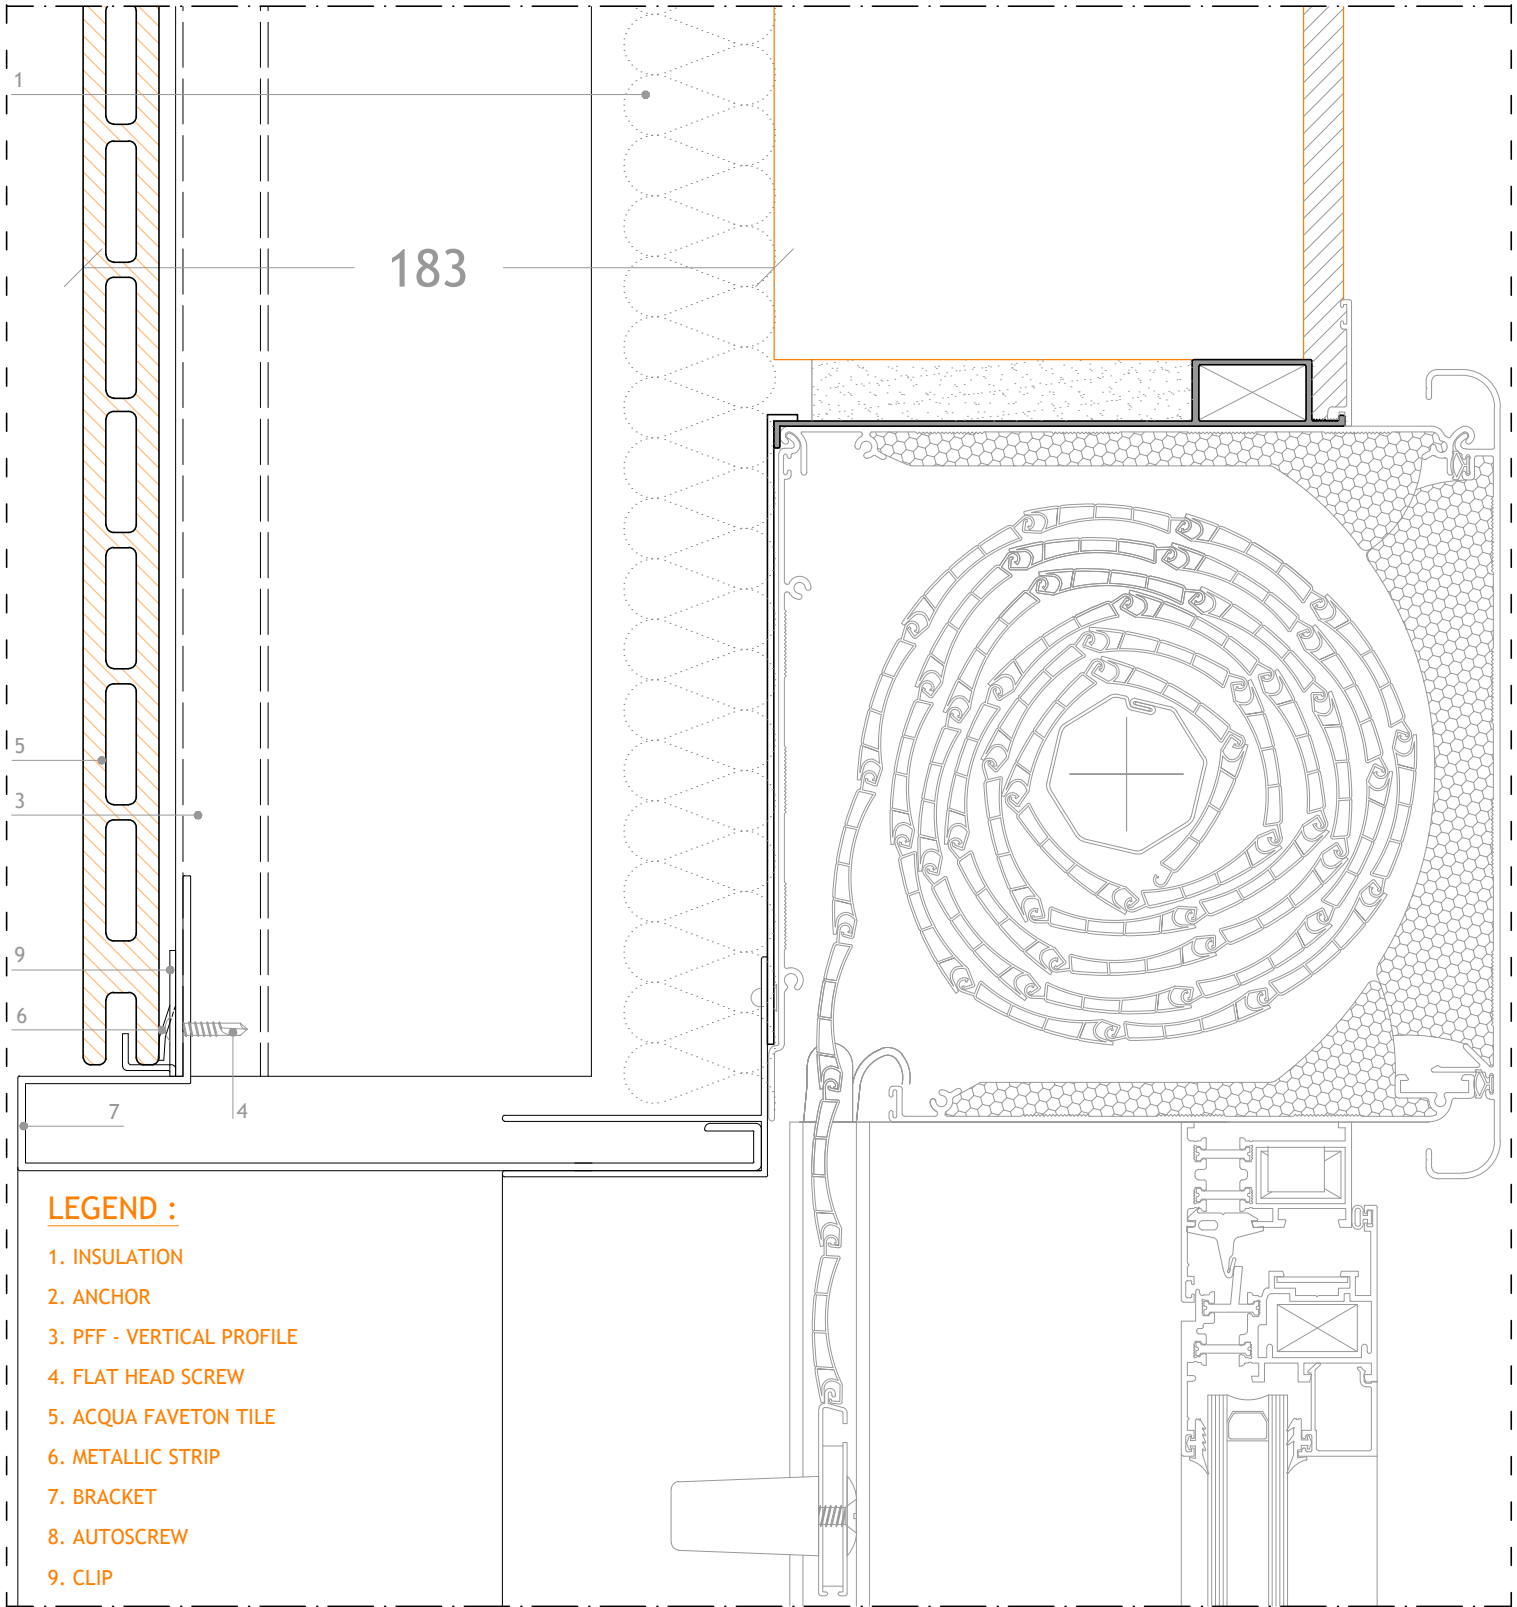 1
183
5
3
9
6
7
4
LEGEND :
1. INSULATION
2. ANCHOR
3. PFF - VERTICAL PROFILE
4. FLAT HEAD SCREW
5. ACQUA FAVETON TILE
6. METALLIC STRIP
7. BRACKET
8. AUTOSCREW
9. CLIP